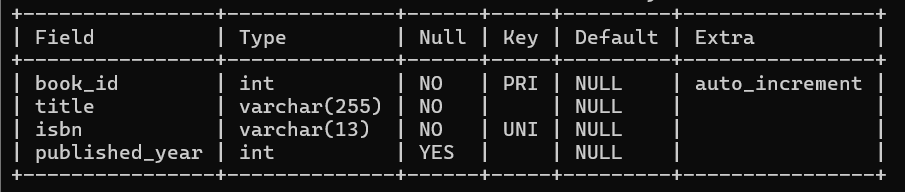 +----------------+--------------+------+-----+---------+----------------+
| Field          | Type         | Null | Key | Default | Extra          |
+----------------+--------------+------+-----+---------+----------------+
| book_id        | int          | NO   | PRI | NULL    | auto_increment |
| title          | varchar(255) | NO   |     | NULL    |                |
| isbn           | varchar(13)  | NO   | UNI | NULL    |                |
| published_year | int          | YES  |     | NULL    |                |
+----------------+--------------+------+-----+---------+----------------+